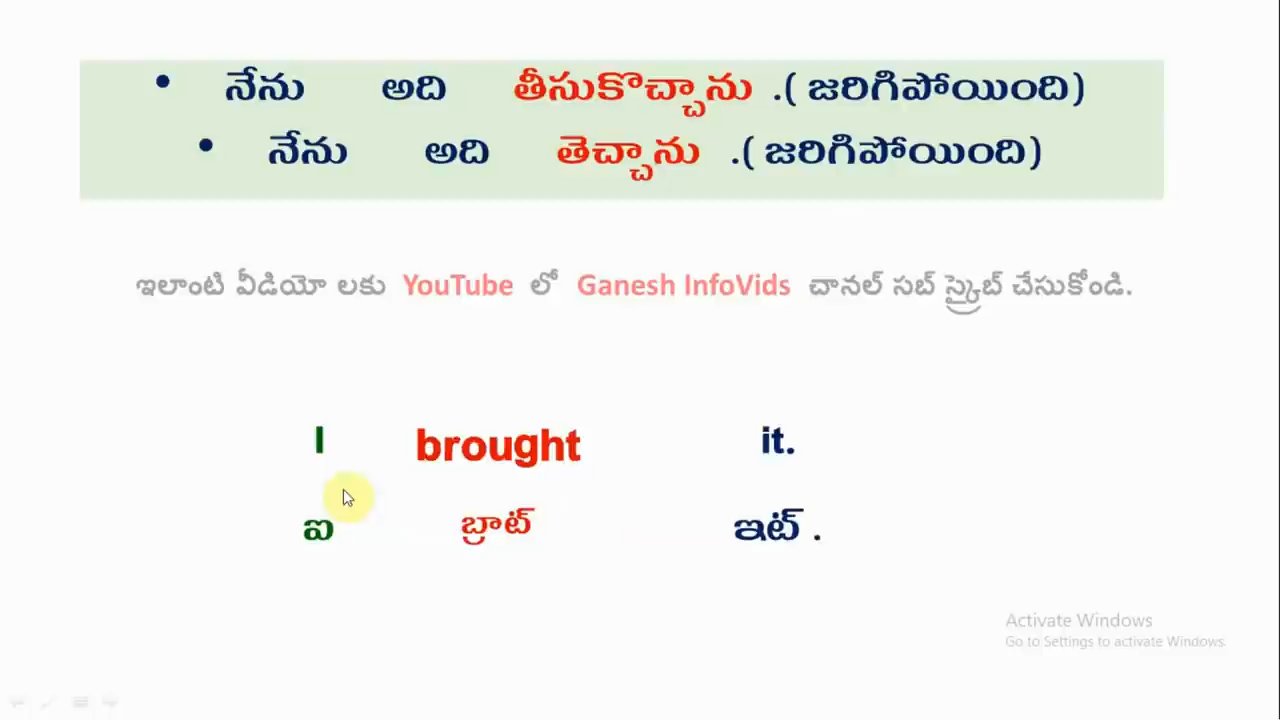 • నేను అది తీసుకొచ్చాను .( జరిగిపోయింది)
• నేను అది తెచ్చాను .( జరిగిపోయింది)
ఇలాంటి వీడియో లకు YouTube లో Ganesh InfoVids చానల్ సబ్ స్క్రైబ్ చేసుకోండి.
I brought it.
ఐ బ్రాట్ ఇట్ .
Activate Windows
Go to Settings to activate Windows.